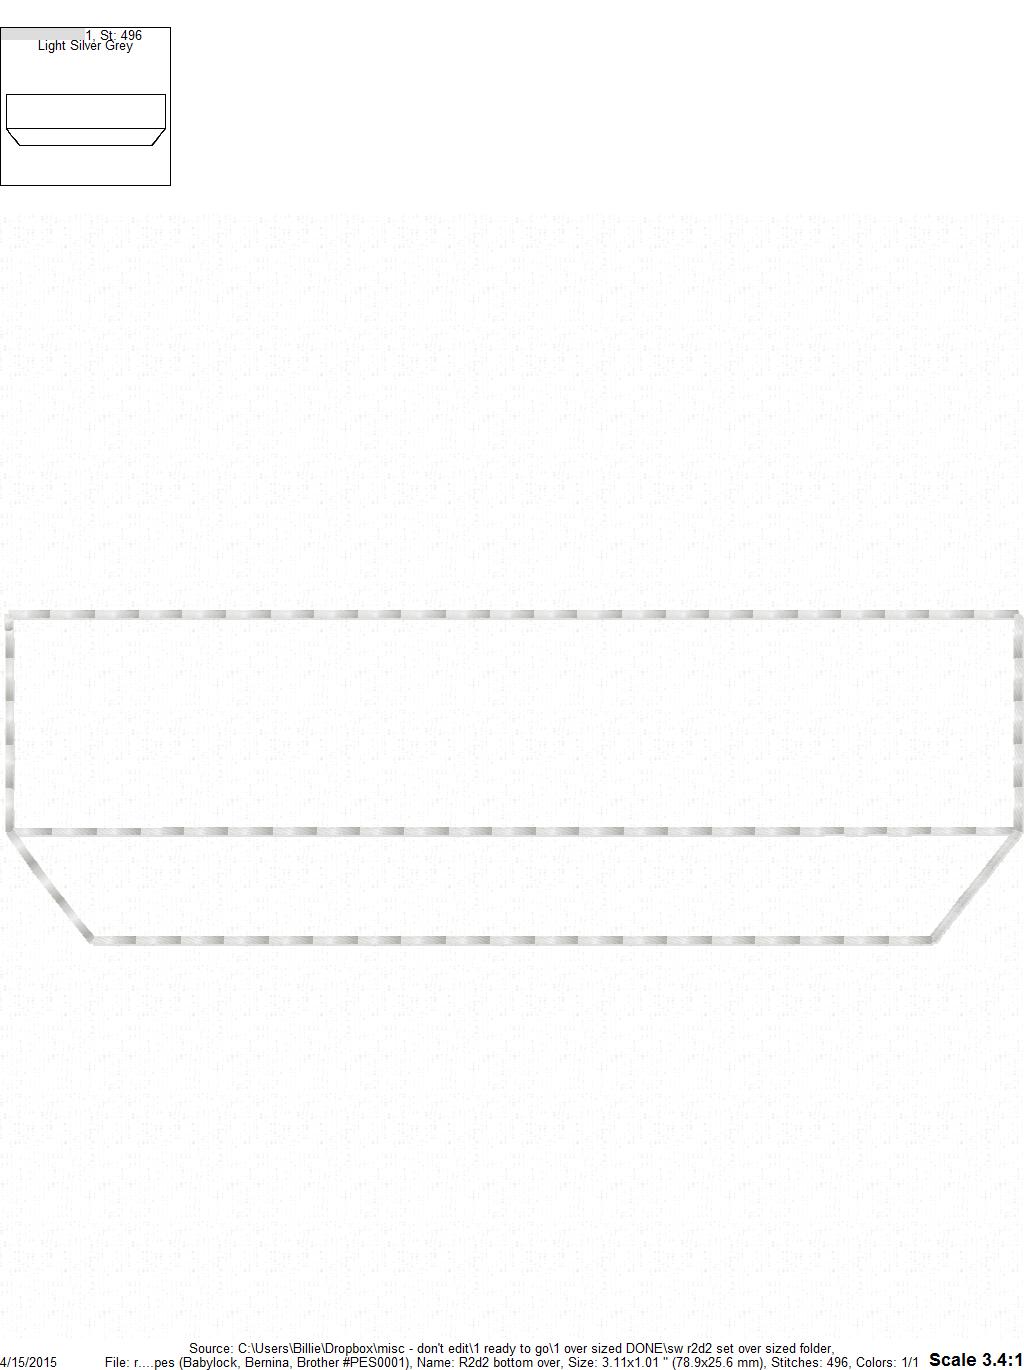 1, St: 496
Light Silver Grey
Source: C:\Users\Billie\Dropbox\misc - don't edit\1 ready to go\1 over sized DONE\sw r2d2 set over sized folder,
4/15/2015 File: r....pes (Babylock, Bernina, Brother #PES0001), Name: R2d2 bottom over, Size: 3.11x1.01 " (78.9x25.6 mm), Stitches: 496, Colors: 1/1 Scale 3.4:1